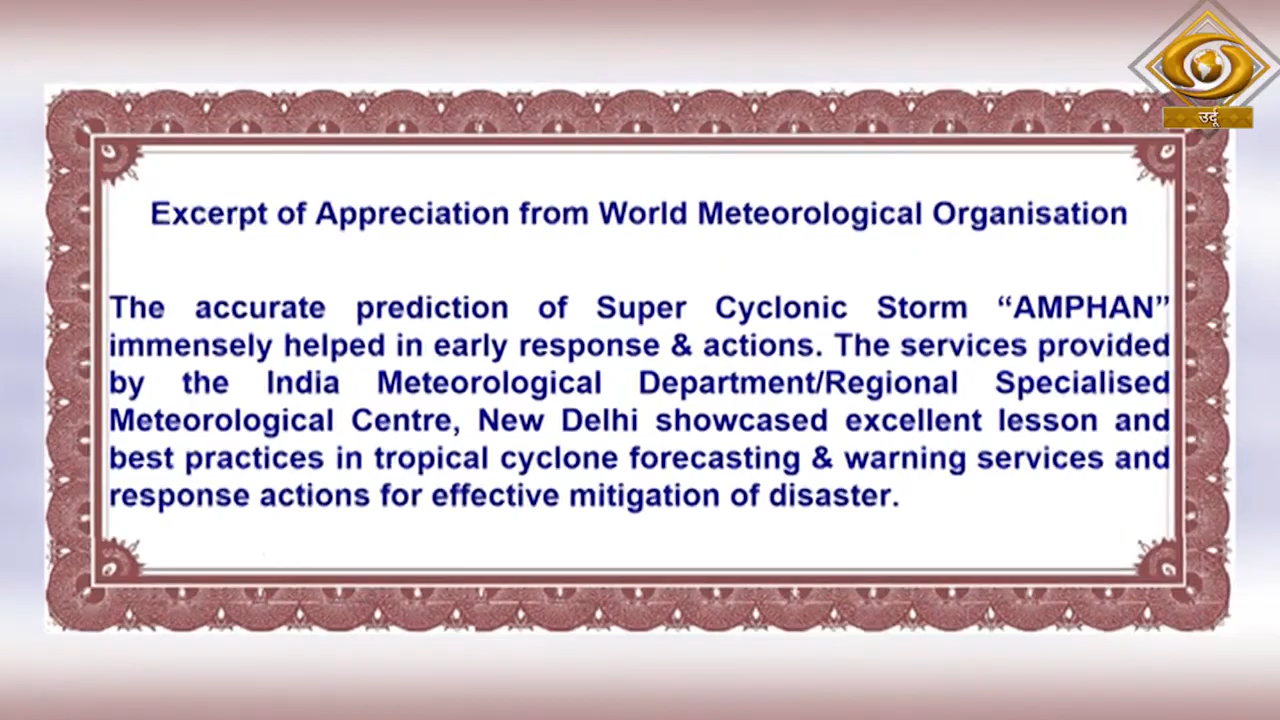 उर्दू
Excerpt of Appreciation from World Meteorological Organisation
The accurate prediction of Super Cyclonic Storm “AMPHAN”
immensely helped in early response & actions. The services provided
by the India Meteorological Department/Regional Specialised
Meteorological Centre, New Delhi showcased excellent lesson and
best practices in tropical cyclone forecasting & warning services and
response actions for effective mitigation of disaster.